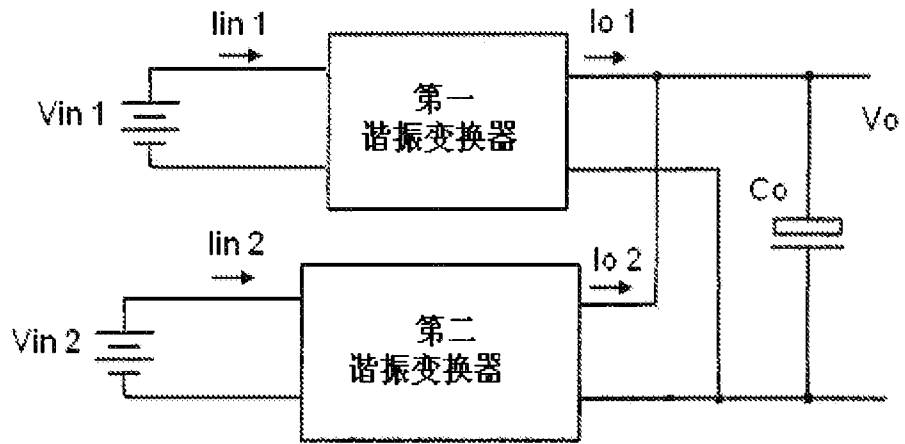 Iin 1
Io 1
Vin 1
第一
谐振变换器
Vo
Co
Iin 2
Io 2
Vin 2
第二
谐振变换器